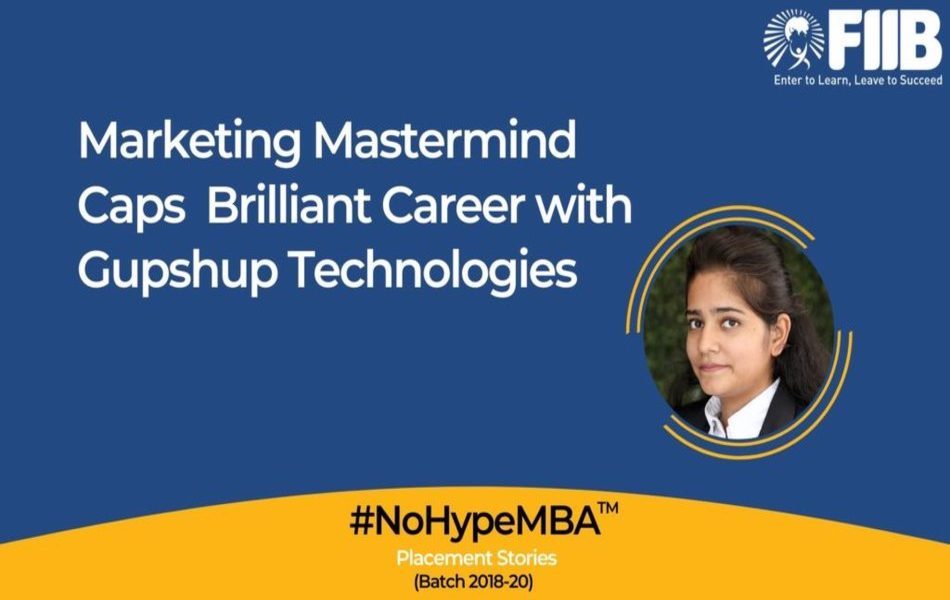 FIIB
Enter to Learn, Leave to Succeed
Marketing Mastermind
Caps Brilliant Career with
Gupshup Technologies
#NoHypeMBA™
Placement Stories
(Batch 2018-20)